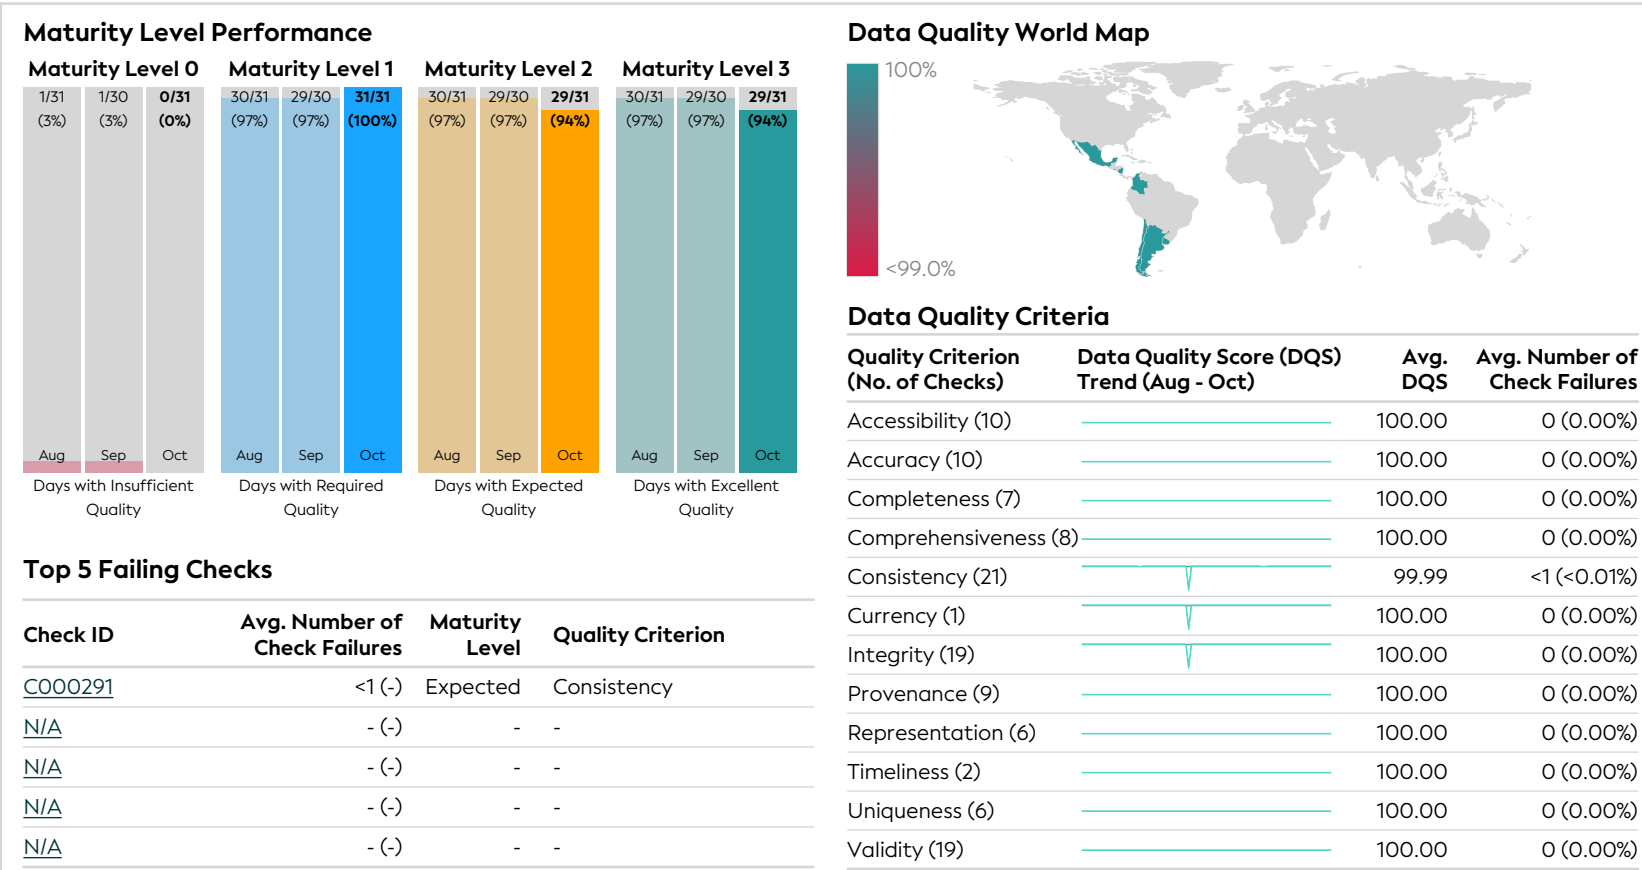 Maturity Level Performance
Maturity Level 0
Maturity Level 1
Maturity Level 2
Maturity Level 3
1/31 1/30 0/31
(3%) (3%) (0%)
Aug Sep Oct
Days with Insufficient
Quality
30/31 29/30 31/31
(97%) (97%) (100%)
Aug Sep Oct
Days with Required
Quality
30/31 29/30 29/31
(97%) (97%) (94%)
Aug Sep Oct
Days with Expected
Quality
30/31 29/30 29/31
(97%) (97%) (94%)
Aug Sep Oct
Days with Excellent
Quality
Top 5 Failing Checks
Check ID Avg. Number of Check Failures Maturity Level Quality Criterion
C000291 <1 (-) Expected Consistency
N/A - (-) - -
N/A - (-) - -
N/A - (-) - -
N/A - (-) - -
Data Quality World Map
100%
<99.0%
Data Quality Criteria
Quality Criterion (No. of Checks) Data Quality Score (DQS) Trend (Aug - Oct) Avg. DQS Avg. Number of Check Failures
Accessibility (10) 100.00 0 (0.00%)
Accuracy (10) 100.00 0 (0.00%)
Completeness (7) 100.00 0 (0.00%)
Comprehensiveness (8) 100.00 0 (0.00%)
Consistency (21) 99.99 <1 (<0.01%)
Currency (1) 100.00 0 (0.00%)
Integrity (19) 100.00 0 (0.00%)
Provenance (9) 100.00 0 (0.00%)
Representation (6) 100.00 0 (0.00%)
Timeliness (2) 100.00 0 (0.00%)
Uniqueness (6) 100.00 0 (0.00%)
Validity (19) 100.00 0 (0.00%)